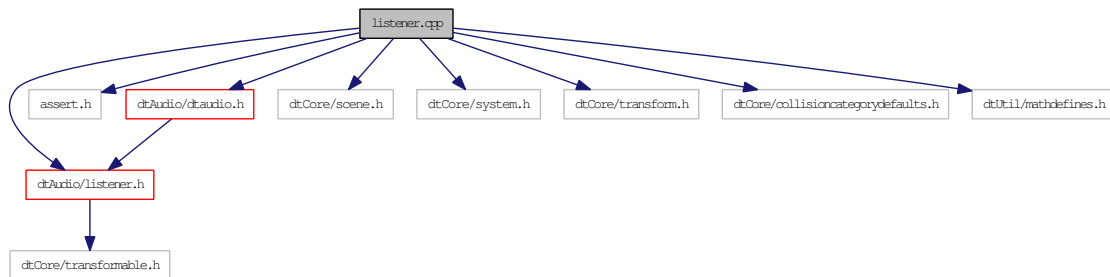 listener.cpp
assert.h
dtAudio/dtaudio.h
dtCore/scene.h
dtCore/system.h
dtCore/transform.h
dtCore/collisioncategorydefaults.h
dtUtil/mathdefines.h
dtAudio/listener.h
dtCore/transformable.h